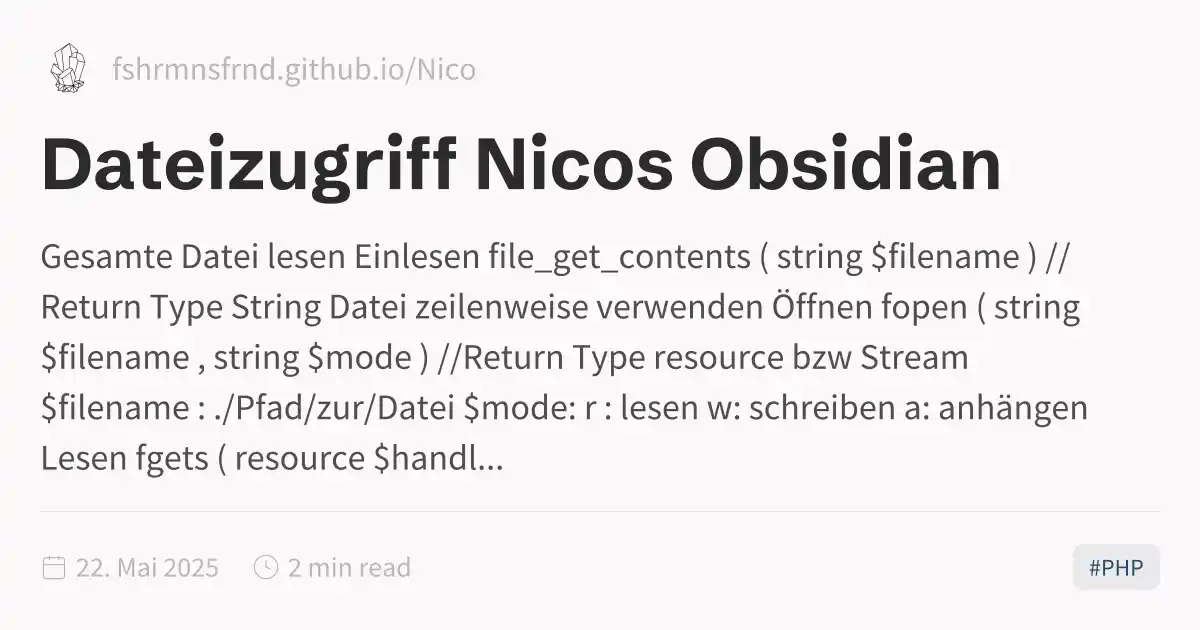 fshrmnsfrnd.github.io/Nico
Dateizugriff Nicos Obsidian
Gesamte Datei lesen Einlesen file_get_contents ( string $filename ) //
Return Type String Datei zeilenweise verwenden Öffnen fopen ( string
$filename , string $mode ) //Return Type resource bzw Stream
$filename : ./Pfad/zur/Datei $mode: r : lesen w: schreiben a: anhängen
Lesen fgets ( resource $handl...
22. Mai 2025 2 min read #PHP